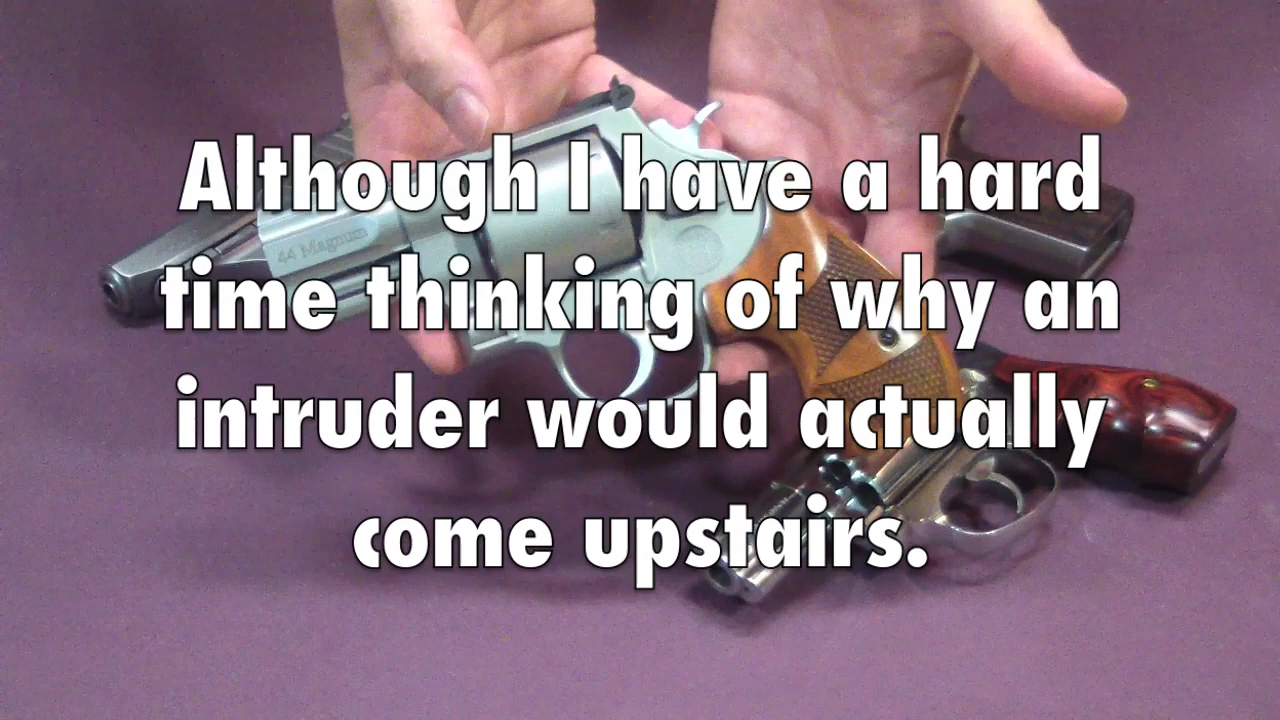 Although I have a hard
time thinking of why an
intruder would actually
come upstairs.
44 Magnum